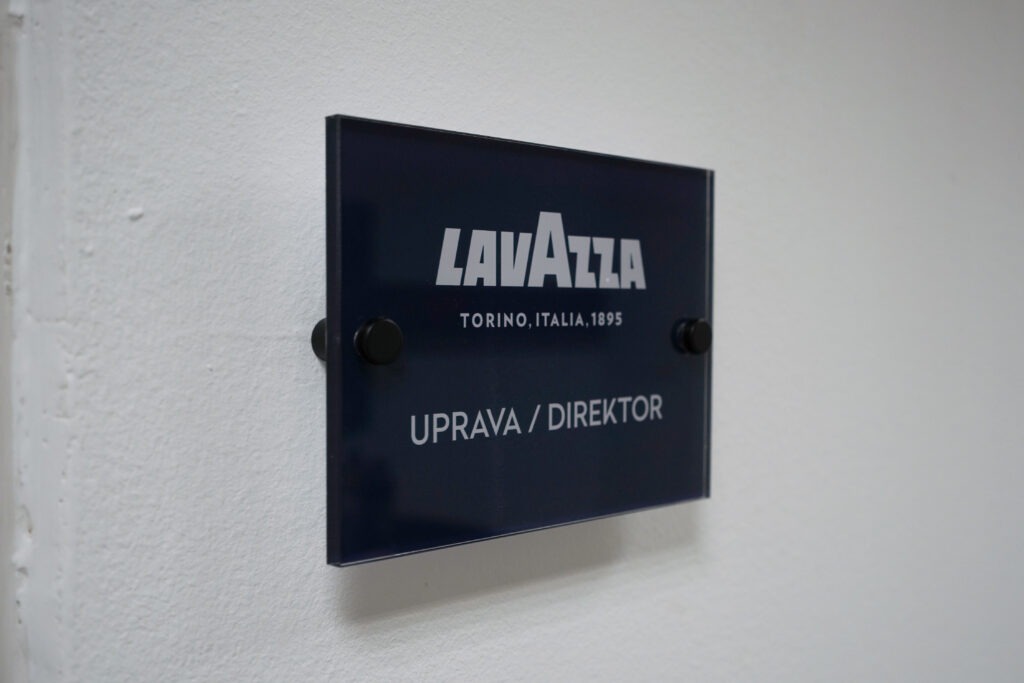 LAVAZZA
TORINO, ITALIA, 1895
UPRAVA / DIREKTOR